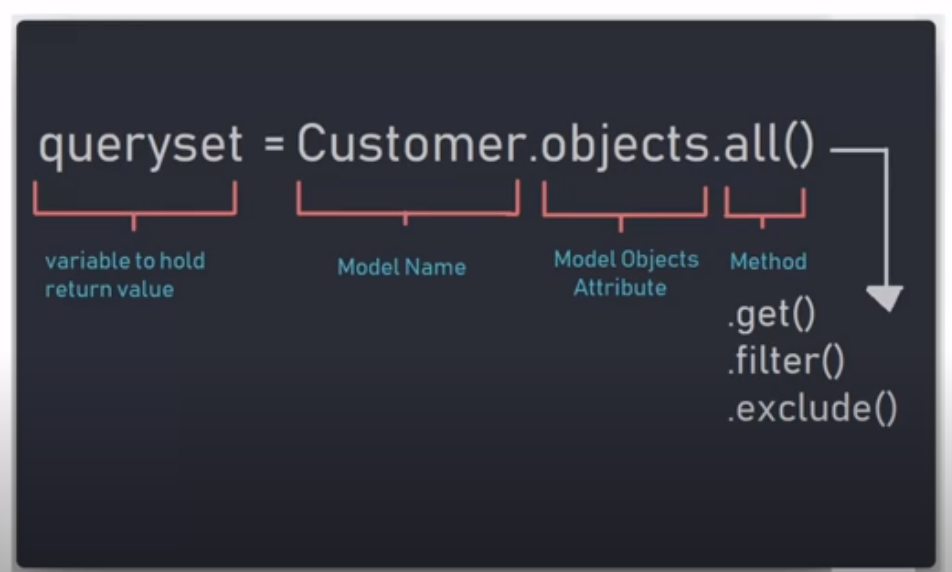 queryset = Customer.objects.all()
variable to hold
return value
Model Name
Model Objects
Attribute
Method
.get()
.filter()
.exclude()